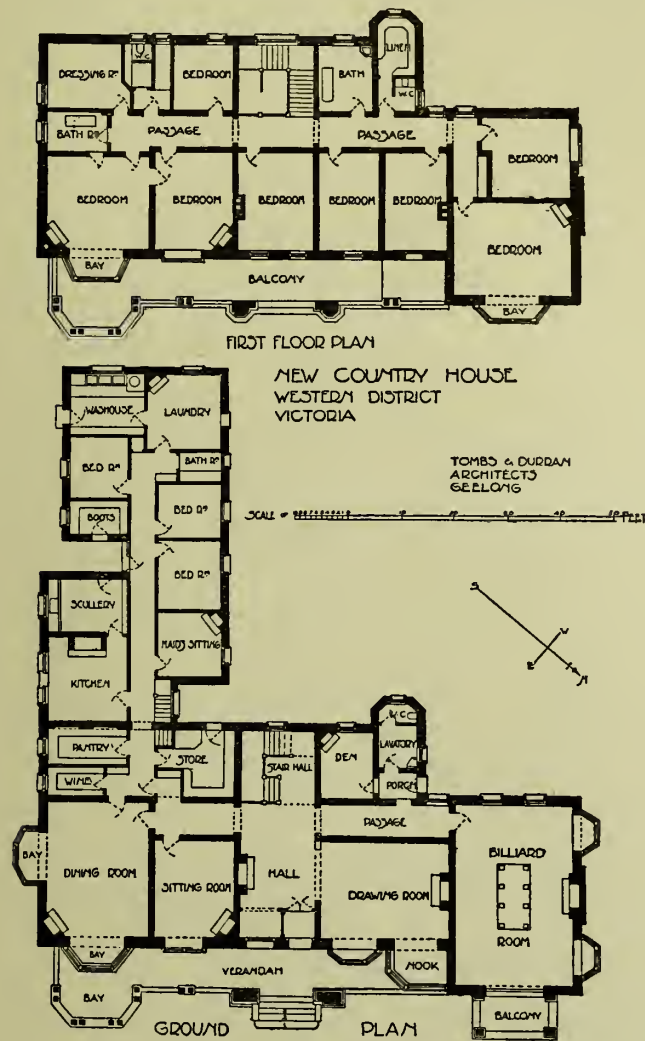 DRESSING RM
W.C.
BEDROOM
BATH
LINEN
W.C.
BATH RM
PASSAGE
PASSAGE
BEDROOM
BEDROOM
BEDROOM
BEDROOM
BEDROOM
BEDROOM
BEDROOM
BAY
BALCONY
BAY
FIRST FLOOR PLAN
NEW COUNTRY HOUSE
WESTERN DISTRICT
VICTORIA
TOMBS & DURRAN
ARCHITECTS
GEELONG
SCALE OF
FEET
S
W
E
N
WASHOUSE
LAUNDRY
BED RM
BATH RM
BOOTS
BED RM
BED RM
SCULLERY
MAIDS SITTING
KITCHEN
PANTRY
STORE
STAIR HALL
DEN
W.C.
LAVATORY
WINE
PORCH
PASSAGE
BAY
DINING ROOM
SITTING ROOM
HALL
DRAWING ROOM
BILLIARD
ROOM
BAY
NOOK
VERANDAH
BAY
BALCONY
GROUND PLAN